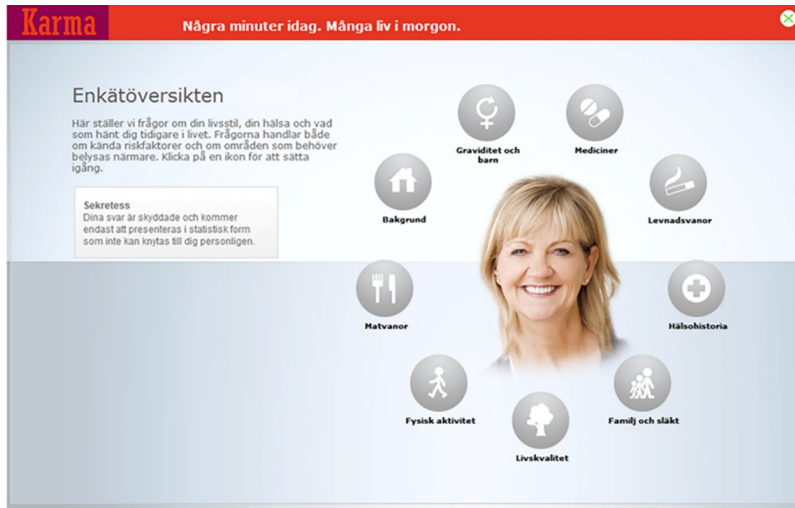 Karma
Några minuter idag. Många liv i morgon.
Enkätöversikten
Här ställer vi frågor om din livsstil, din hälsa och vad
som hänt dig tidigare i livet. Frågorna handlar både
om kända riskfaktorer och om områden som behöver
belysas närmare. Klicka på en ikon för att sätta
igång.
Sekretess
Dina svar är skyddade och kommer
endast att presenteras i statistisk form
som inte kan knytas till dig personligen.
Graviditet och
barn
Mediciner
Bakgrund
Levnadsvanor
Matvanor
Hälsohistoria
Fysisk aktivitet
Familj och släkt
Livskvalitet